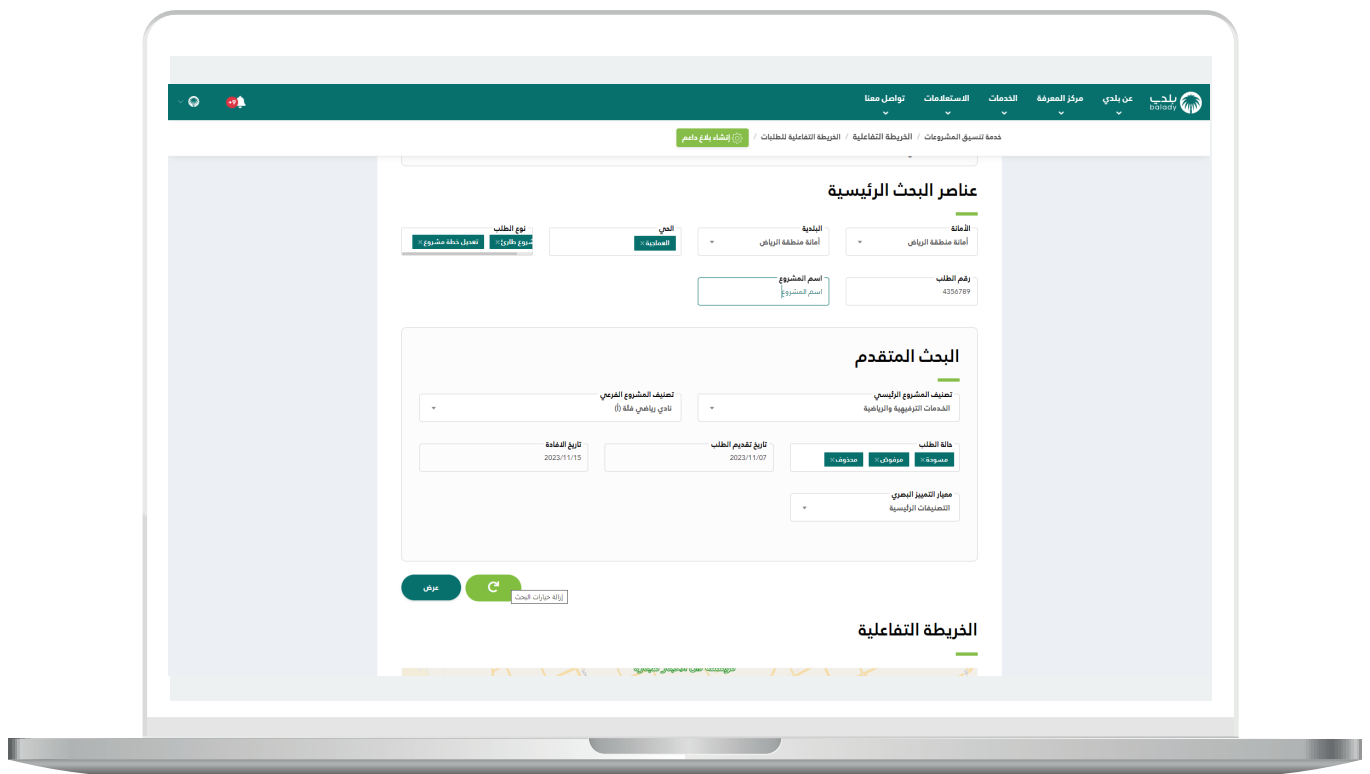 بلدي
balady
عن بلدي
مركز المعرفة
الخدمات
الاستعلامات
تواصل معنا
+9
خدمة تنسيق المشروعات / الخريطة التفاعلية / الخريطة التفاعلية للطلبات /
إنشاء بلاغ داعم
عناصر البحث الرئيسية
الأمانة
أمانة منطقة الرياض
البلدية
أمانة منطقة الرياض
الحي
العماجية ×
نوع الطلب
شروع طارئ ×
تعديل خطة مشروع ×
رقم الطلب
4356789
اسم المشروع
اسم المشروع
البحث المتقدم
تصنيف المشروع الرئيسي
الخدمات الترفيهية والرياضية
تصنيف المشروع الفرعي
نادي رياضي فئة (أ)
حالة الطلب
مسودة ×
مرفوض ×
محذوف ×
تاريخ تقديم الطلب
2023/11/07
تاريخ الافادة
2023/11/15
معيار التمييز البصري
التصنيفات الرئيسية
عرض
إزالة خيارات البحث
الخريطة التفاعلية